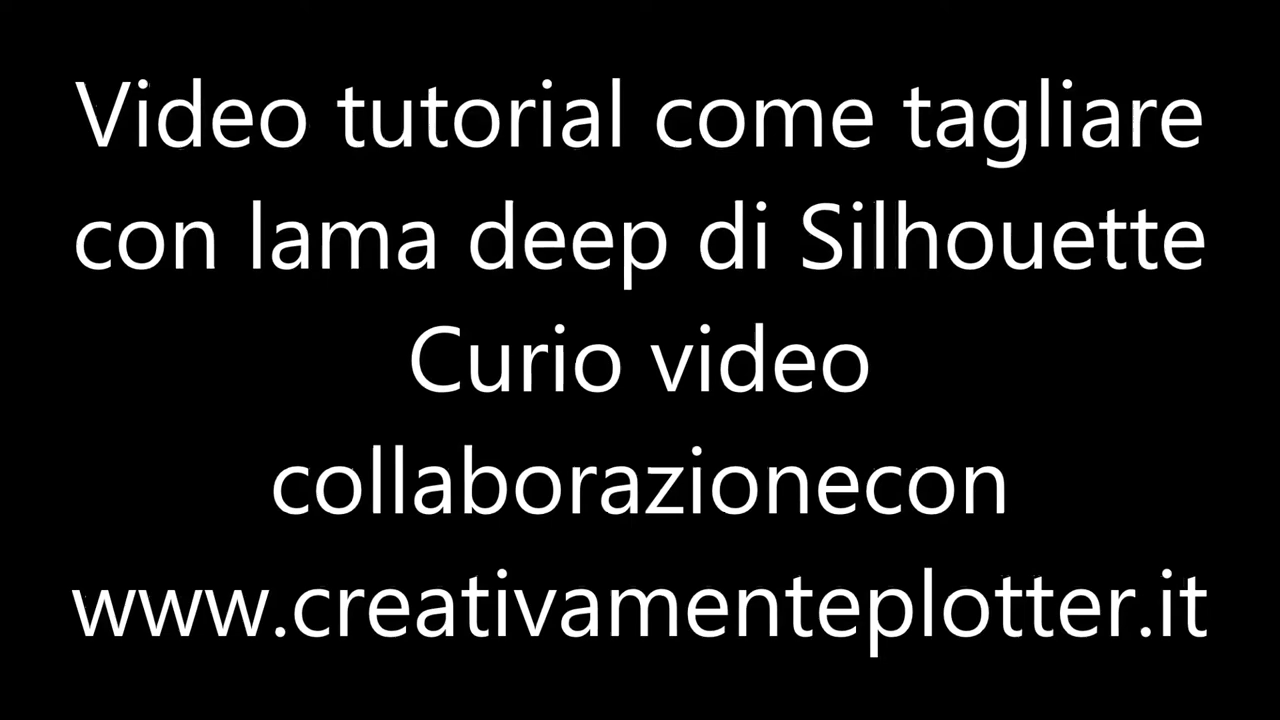 Video tutorial come tagliare
con lama deep di Silhouette
Curio video
collaborazionecon
www.creativamenteplotter.it